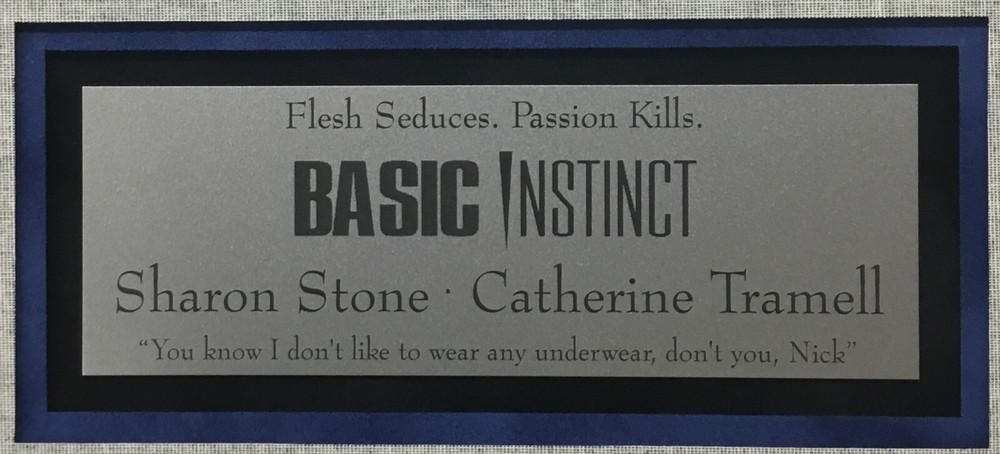 Flesh Seduces. Passion Kills.
BASIC INSTINCT
Sharon Stone · Catherine Tramell
“You know I don't like to wear any underwear, don't you, Nick”